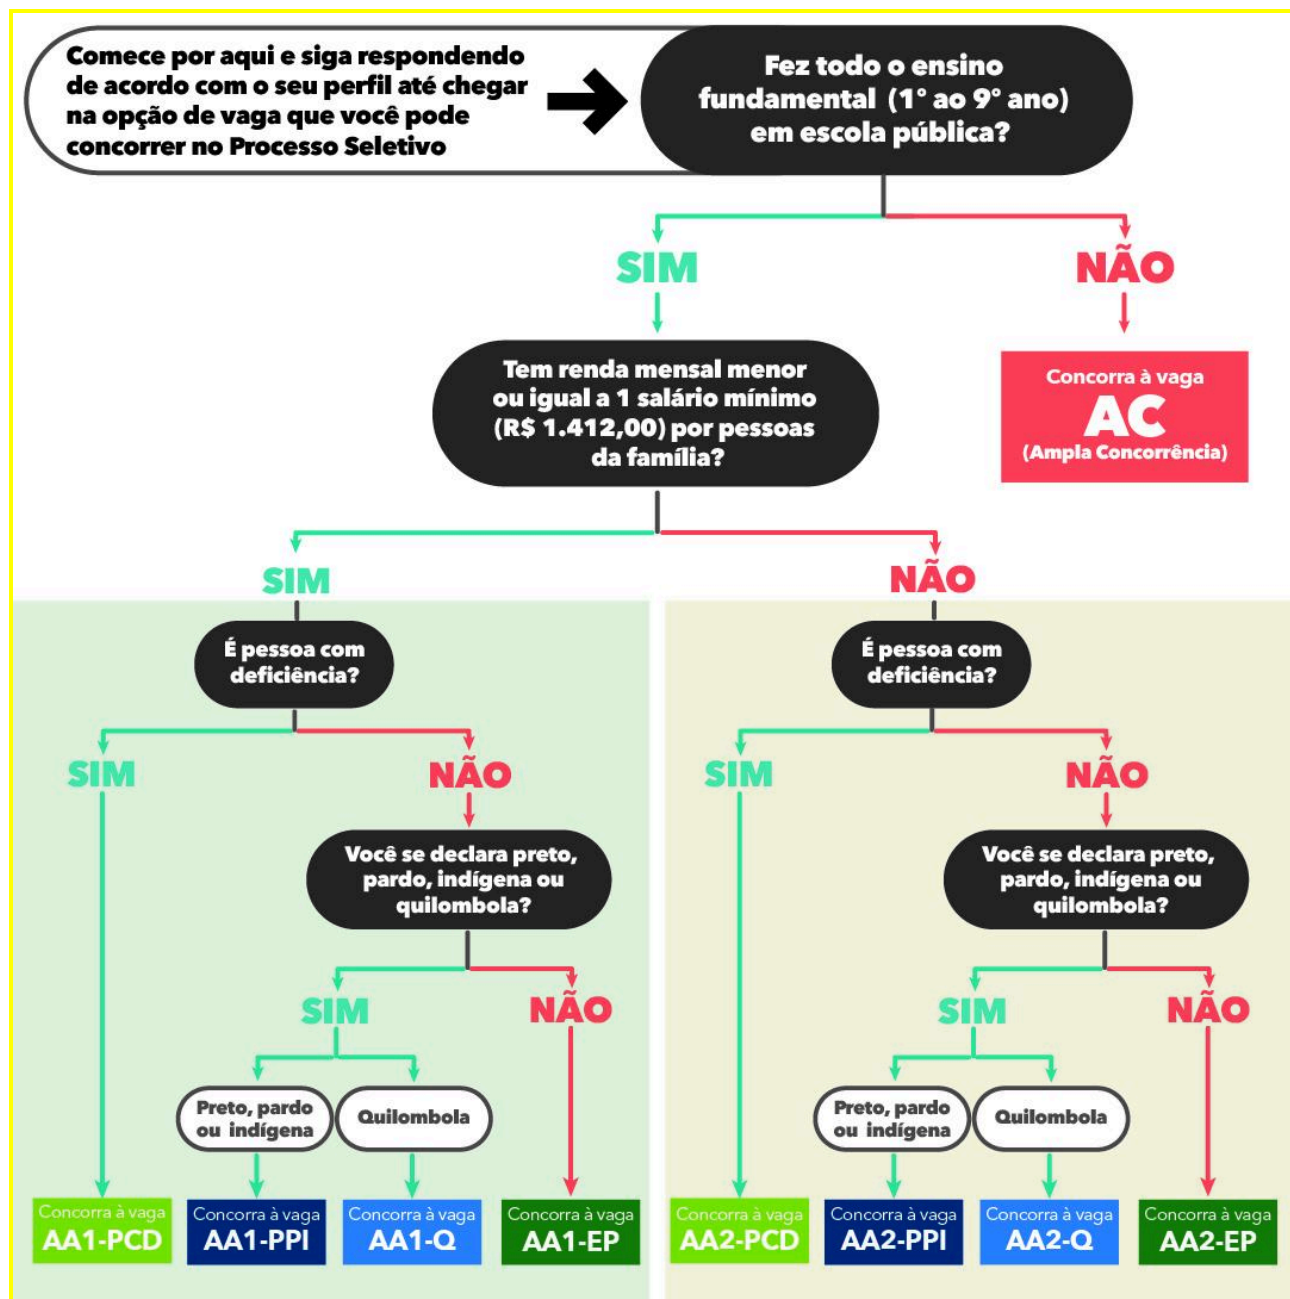 Comece por aqui e siga respondendo
de acordo com o seu perfil até chegar
na opção de vaga que você pode
concorrer no Processo Seletivo
Fez todo o ensino
fundamental (1° ao 9° ano)
em escola pública?
SIM
NÃO
Tem renda mensal menor
ou igual a 1 salário mínimo
(R$ 1.412,00) por pessoas
da família?
Concorra à vaga
AC
(Ampla Concorrência)
SIM
NÃO
É pessoa com
deficiência?
SIM
NÃO
Você se declara preto,
pardo, indígena ou
quilombola?
SIM
NÃO
Preto, pardo
ou indígena
Quilombola
Concorra à vaga
AA1-PCD
Concorra à vaga
AA1-PPI
Concorra à vaga
AA1-Q
Concorra à vaga
AA1-EP
É pessoa com
deficiência?
SIM
NÃO
Você se declara preto,
pardo, indígena ou
quilombola?
SIM
NÃO
Preto, pardo
ou indígena
Quilombola
Concorra à vaga
AA2-PCD
Concorra à vaga
AA2-PPI
Concorra à vaga
AA2-Q
Concorra à vaga
AA2-EP